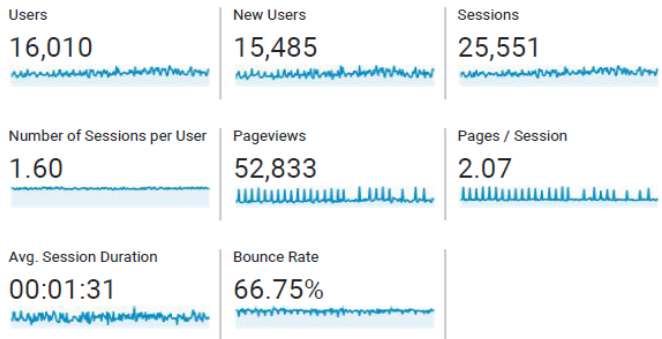 Users
16,010
New Users
15,485
Sessions
25,551
Number of Sessions per User
1.60
Pageviews
52,833
Pages / Session
2.07
Avg. Session Duration
00:01:31
Bounce Rate
66.75%